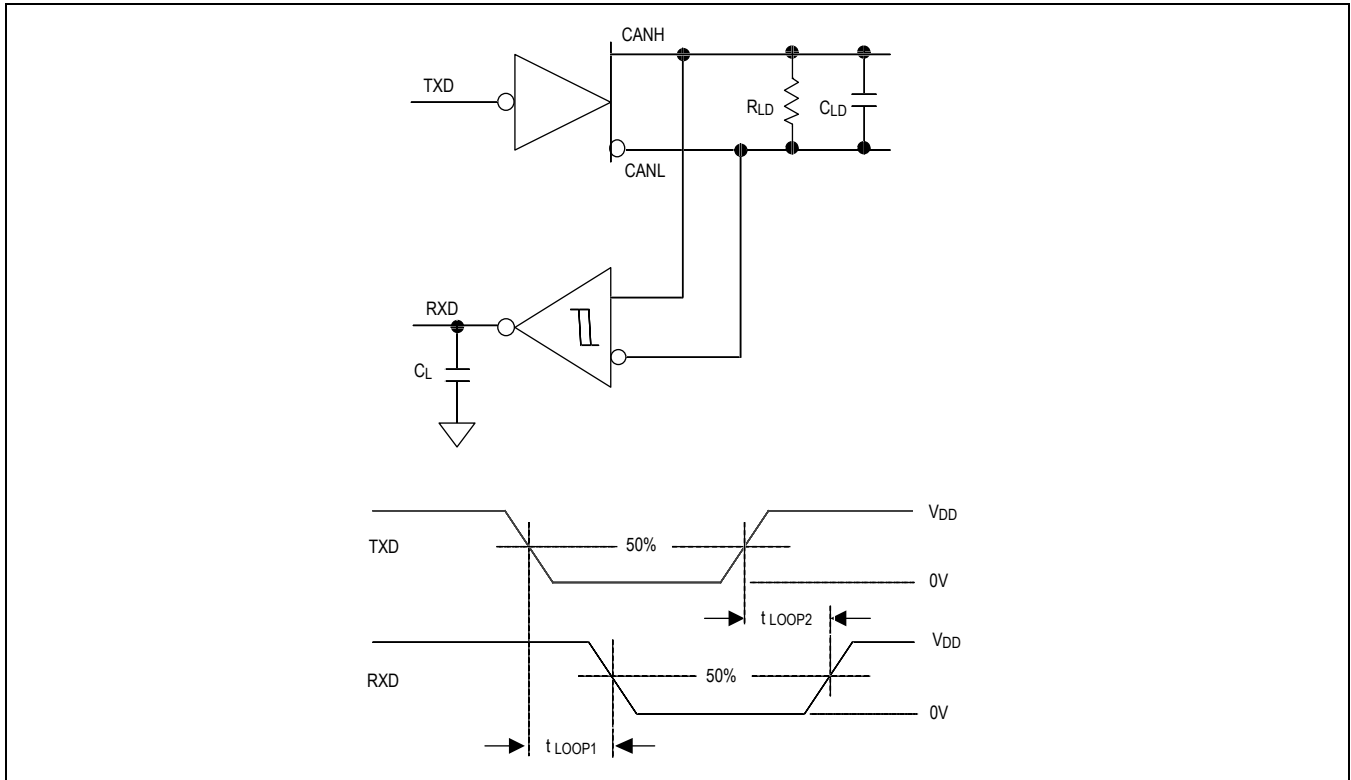 CANH
TXD
RLD
CLD
CANL
RXD
CL
VDD
TXD
50%
0V
t LOOP2
VDD
RXD
50%
0V
t LOOP1